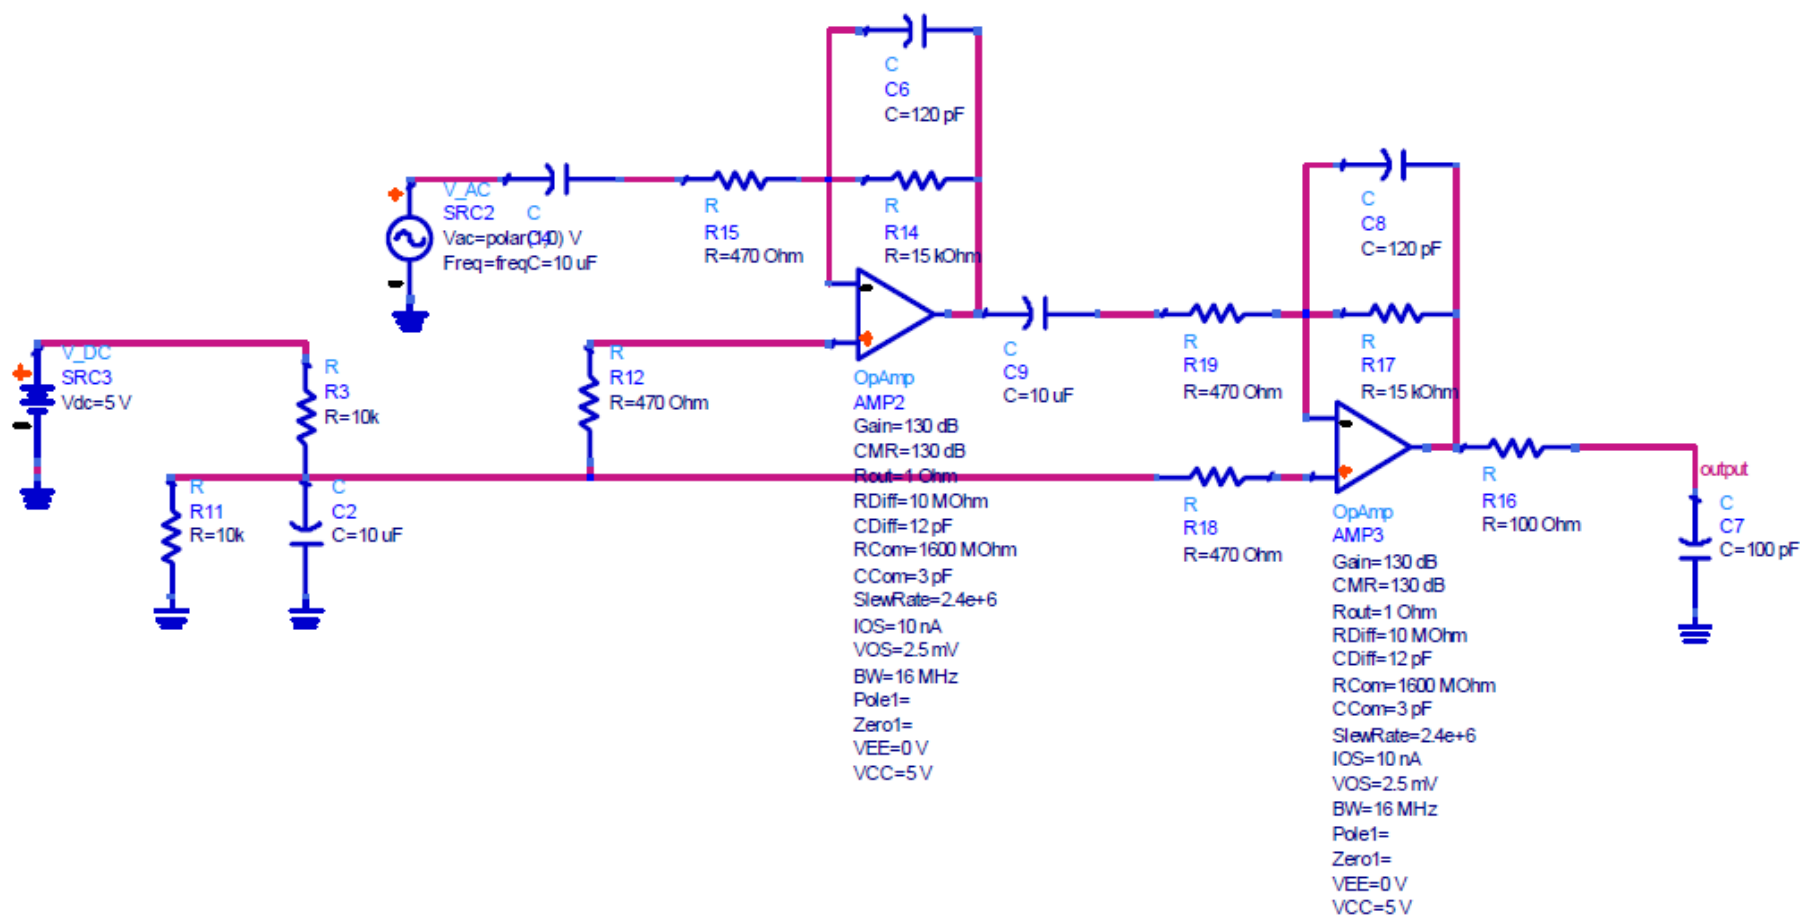 C
C6
C=120 pF
V_AC
SRC2
Vac=polar(1,0) V
Freq=freq
C
C=10 uF
R
R15
R=470 Ohm
R
R14
R=15 kOhm
C
C8
C=120 pF
V_DC
SRC3
Vdc=5 V
R
R3
R=10k
R
R12
R=470 Ohm
C
C9
C=10 uF
R
R19
R=470 Ohm
R
R17
R=15 kOhm
OpAmp
AMP2
Gain=130 dB
CMR=130 dB
Rout=1 Ohm
RDiff=10 MOhm
CDiff=12 pF
RCom=1600 MOhm
CCom=3 pF
SlewRate=2.4e+6
IOS=10 nA
VOS=2.5 mV
BW=16 MHz
Pole1=
Zero1=
VEE=0 V
VCC=5 V
R
R11
R=10k
C
C2
C=10 uF
R
R18
R=470 Ohm
OpAmp
AMP3
Gain=130 dB
CMR=130 dB
Rout=1 Ohm
RDiff=10 MOhm
CDiff=12 pF
RCom=1600 MOhm
CCom=3 pF
SlewRate=2.4e+6
IOS=10 nA
VOS=2.5 mV
BW=16 MHz
Pole1=
Zero1=
VEE=0 V
VCC=5 V
R
R16
R=100 Ohm
output
C
C7
C=100 pF